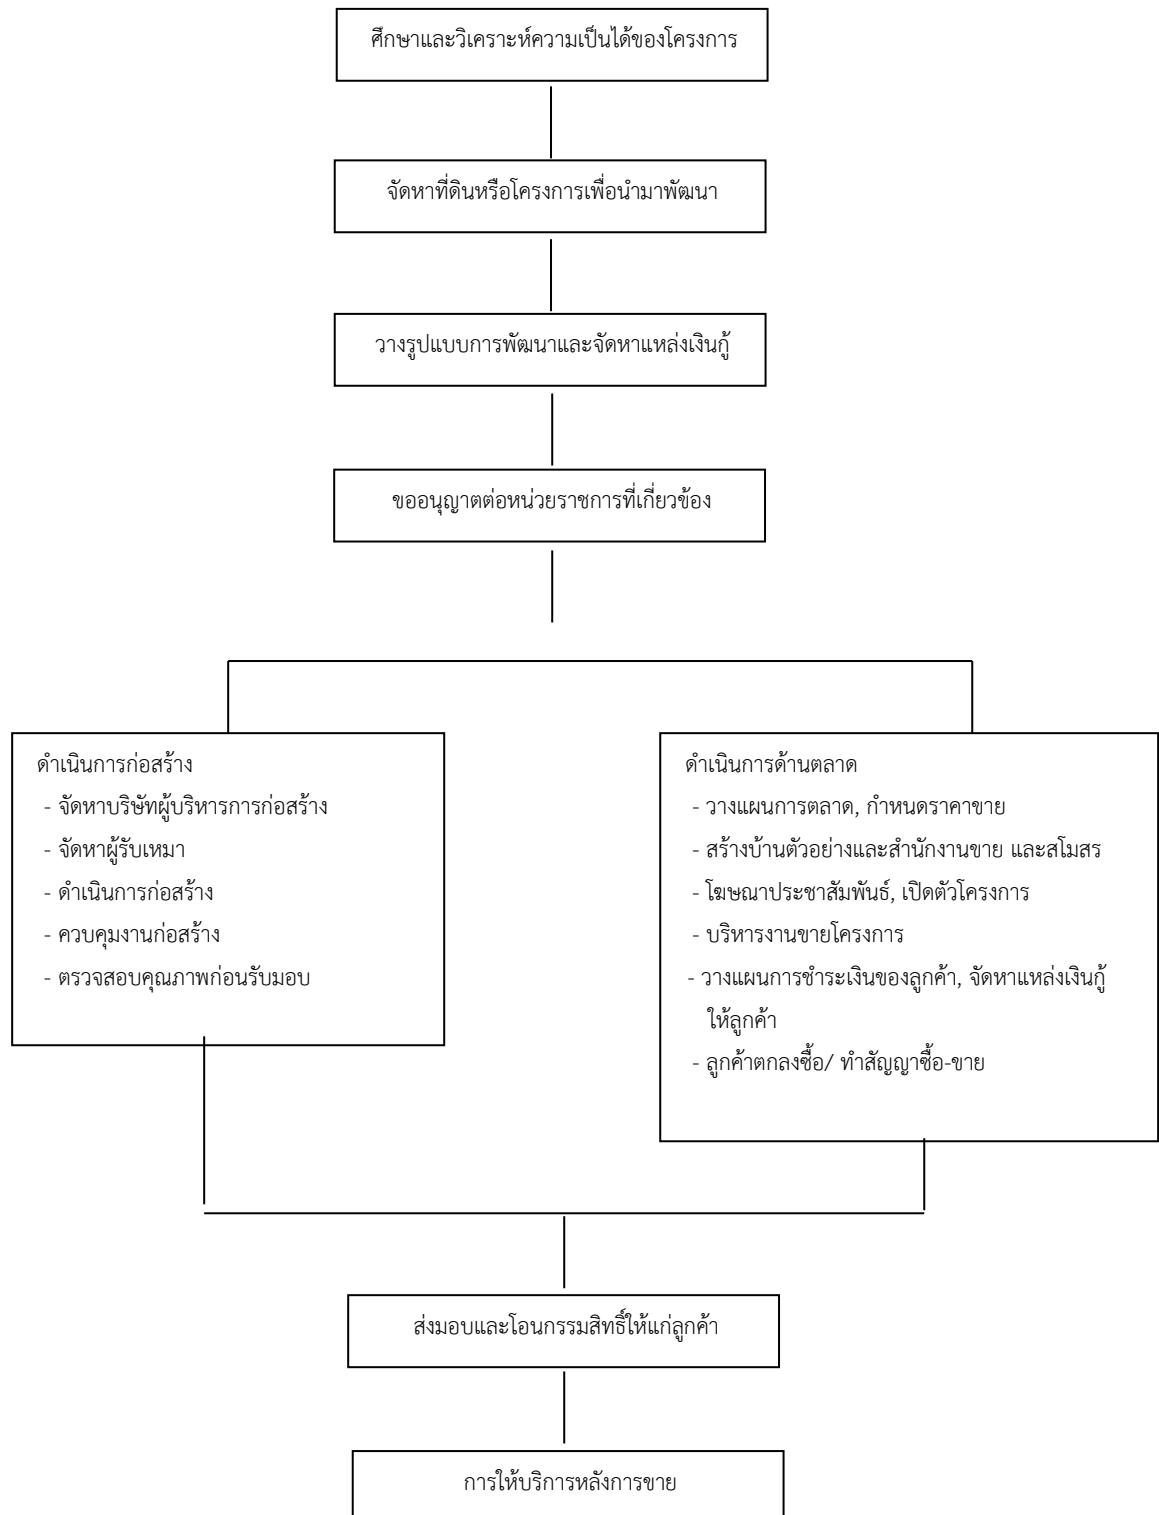 ศึกษาและวิเคราะห์ความเป็นได้ของโครงการ
จัดหาที่ดินหรือโครงการเพื่อนำมาพัฒนา
วางรูปแบบการพัฒนาและจัดหาแหล่งเงินกู้
ขออนุญาตต่อหน่วยราชการที่เกี่ยวข้อง
ดำเนินการก่อสร้าง
- จัดหาบริษัทผู้บริหารการก่อสร้าง
- จัดหาผู้รับเหมา
- ดำเนินการก่อสร้าง
- ควบคุมงานก่อสร้าง
- ตรวจสอบคุณภาพก่อนรับมอบ
ดำเนินการด้านตลาด
- วางแผนการตลาด, กำหนดราคาขาย
- สร้างบ้านตัวอย่างและสำนักงานขาย และสโมสร
- โฆษณาประชาสัมพันธ์, เปิดตัวโครงการ
- บริหารงานขายโครงการ
- วางแผนการชำระเงินของลูกค้า, จัดหาแหล่งเงินกู้
ให้ลูกค้า
- ลูกค้าตกลงซื้อ/ ทำสัญญาซื้อ-ขาย
ส่งมอบและโอนกรรมสิทธิ์ให้แก่ลูกค้า
การให้บริการหลังการขาย